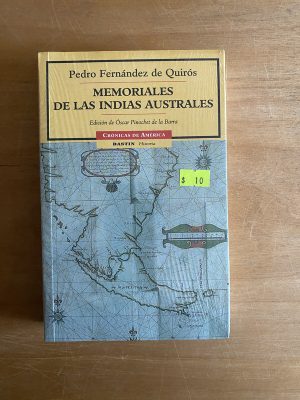 Pedro Fernández de Quirós
MEMORIALES
DE LAS INDIAS AUSTRALES
Edición de Óscar Pinochet de la Barra
CRÓNICAS DE AMÉRICA
DASTIN Historia
$ 10